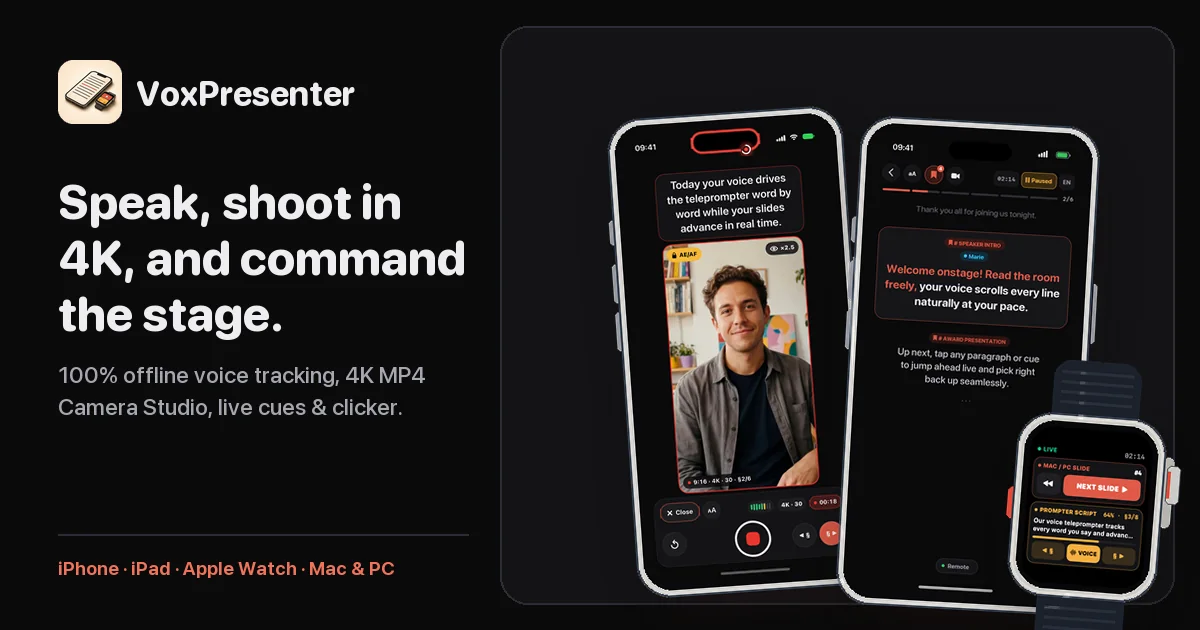 VoxPresenter
Speak, shoot in
4K, and command
the stage.
100% offline voice tracking, 4K MP4
Camera Studio, live cues & clicker.
iPhone · iPad · Apple Watch · Mac & PC
09:41
Today your voice drives
the teleprompter word by
word while your slides
advance in real time.
AE/AF
×2.5
9:16 · 4K · 30 · §2/6
× Close
AA
4K · 30
00:18
◀ §
§ ▶
09:41
AA
4
02:14
Paused
EN
2/6
Thank you all for joining us tonight.
# SPEAKER INTRO
Marie
Welcome onstage! Read the room
freely, your voice scrolls every line
naturally at your pace.
# AWARD PRESENTATION
Up next, tap any paragraph or cue
to jump ahead live and pick right
back up seamlessly.
...
Remote
LIVE
02:14
MAC / PC SLIDE
#4
NEXT SLIDE ▶
PROMPTER SCRIPT
64% · §3/8
Our voice teleprompter tracks
every word you say and advanc...
◀ §
VOICE
§ ▶